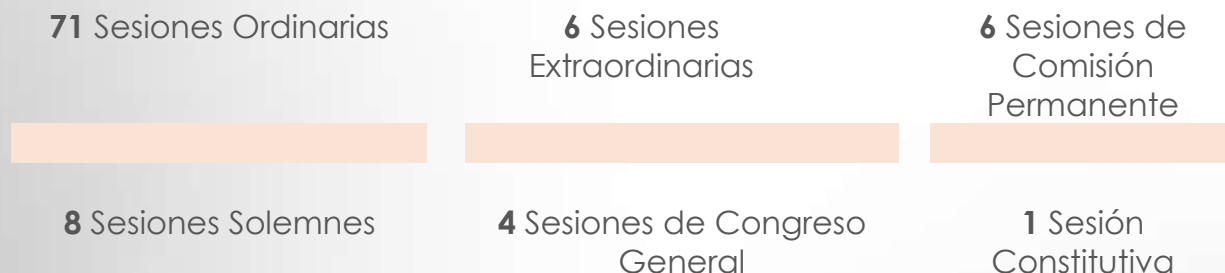 71 Sesiones Ordinarias
6 Sesiones
Extraordinarias
6 Sesiones de
Comisión
Permanente
8 Sesiones Solemnes
4 Sesiones de Congreso
General
1 Sesión
Constitutiva